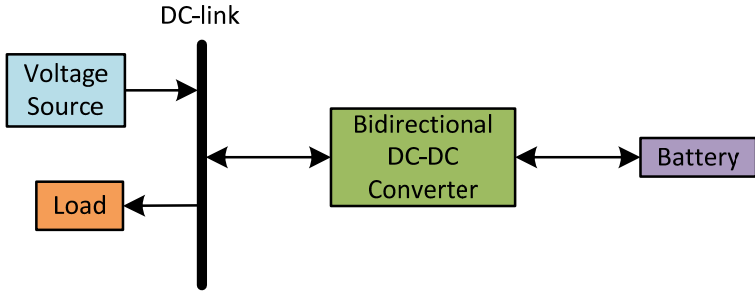 DC-link
Voltage
Source
Bidirectional
DC-DC
Converter
Battery
Load